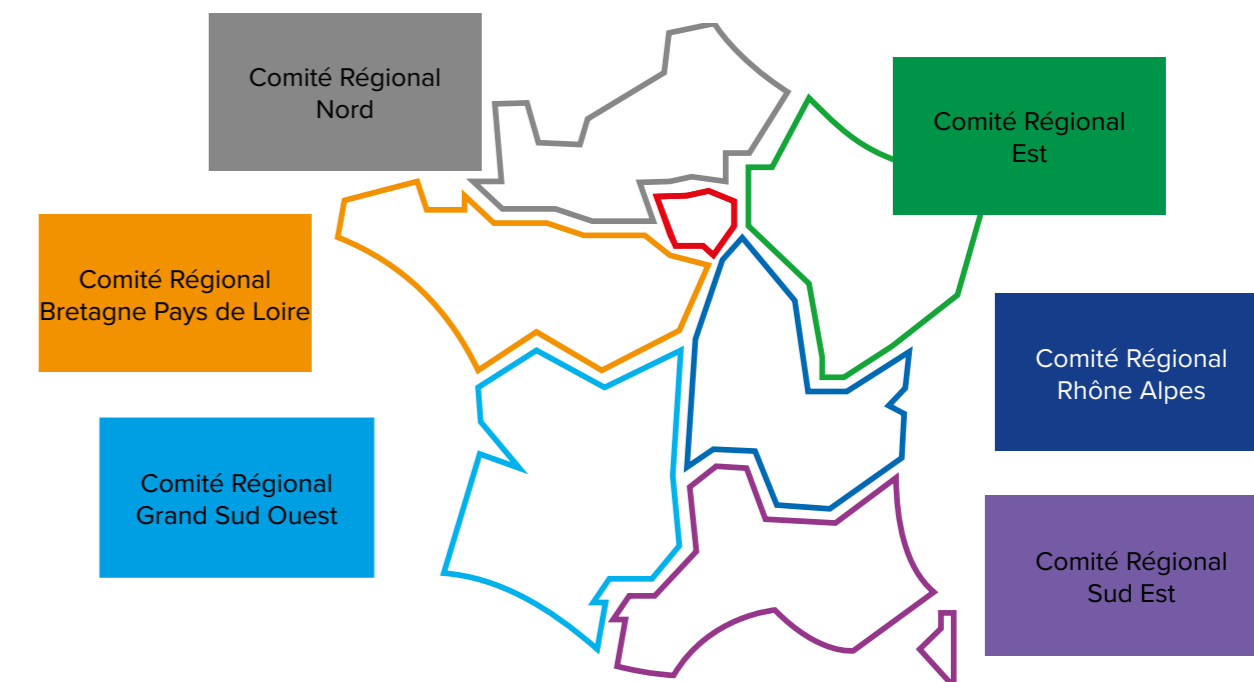 Comité Régional
Nord
Comité Régional
Est
Comité Régional
Bretagne Pays de Loire
Comité Régional
Rhône Alpes
Comité Régional
Grand Sud Ouest
Comité Régional
Sud Est